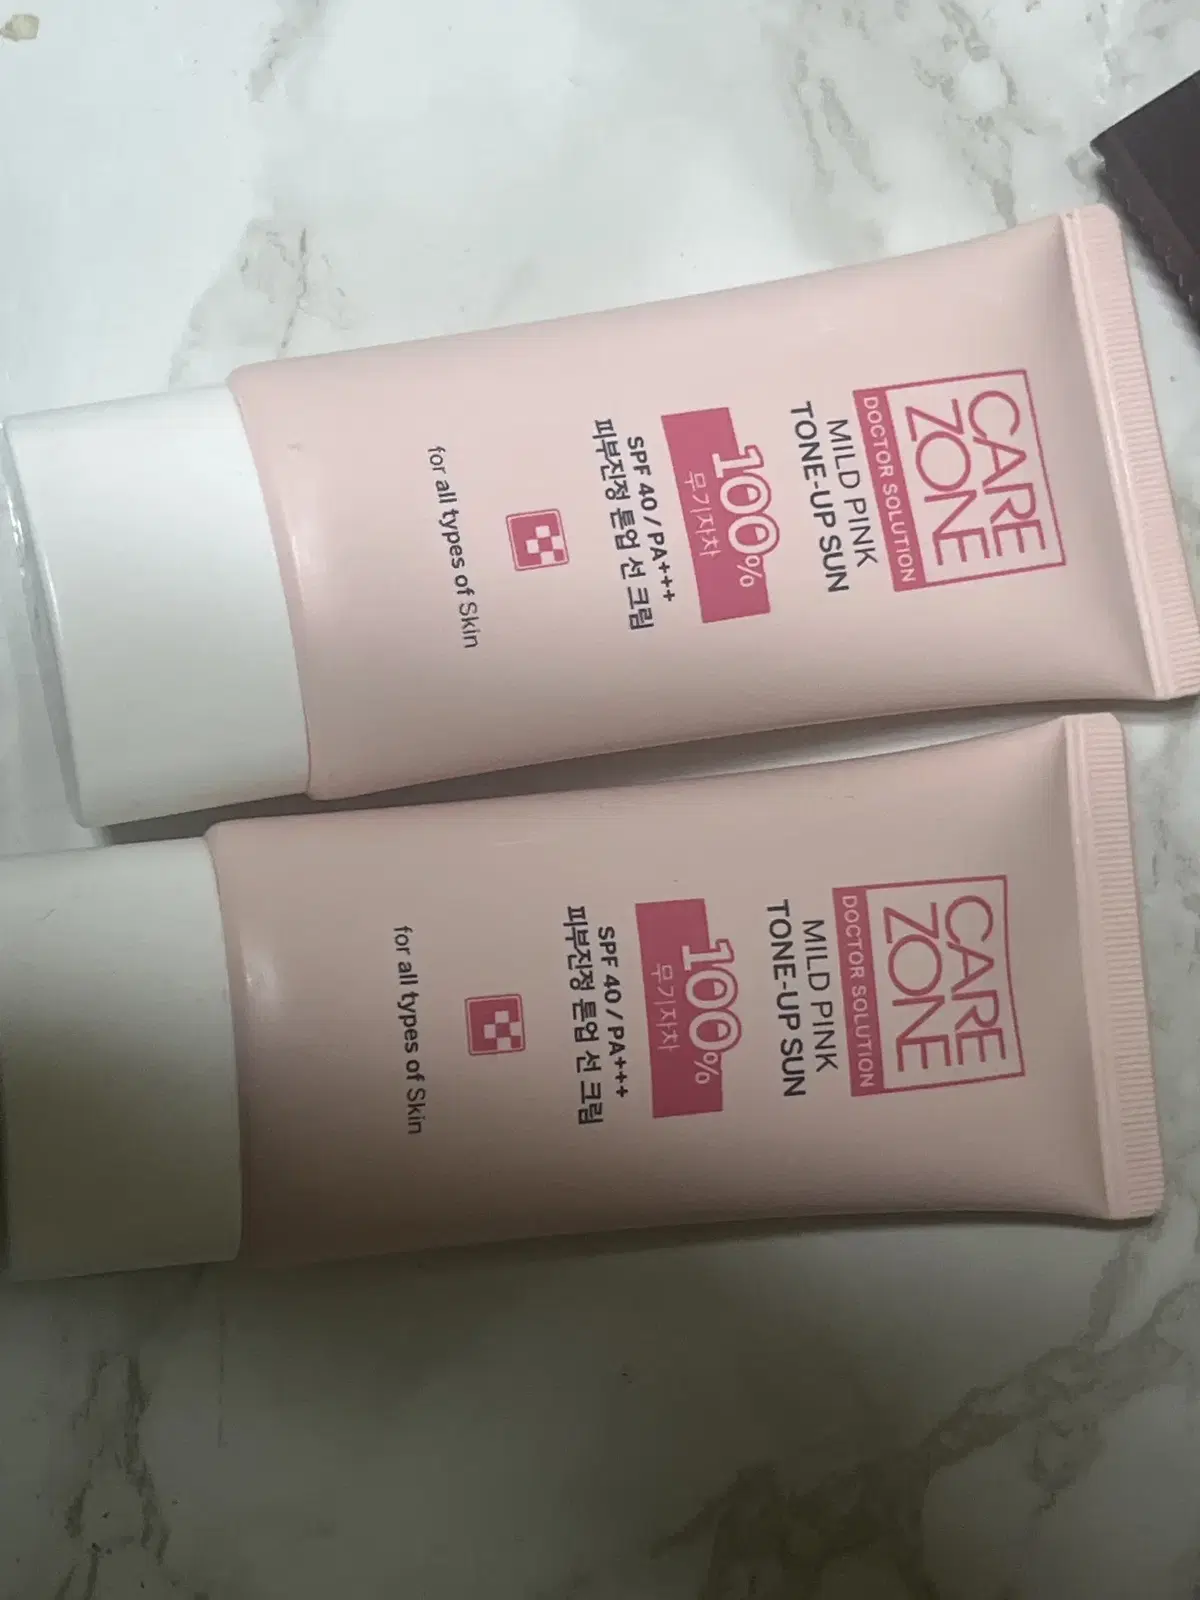 CARE
ZONE
DOCTOR SOLUTION
MILD PINK
TONE-UP SUN
100%
무기자차
SPF 40 / PA+++
피부진정 톤업 선 크림
for all types of Skin
CARE
ZONE
DOCTOR SOLUTION
MILD PINK
TONE-UP SUN
100%
무기자차
SPF 40 / PA+++
피부진정 톤업 선 크림
for all types of Skin